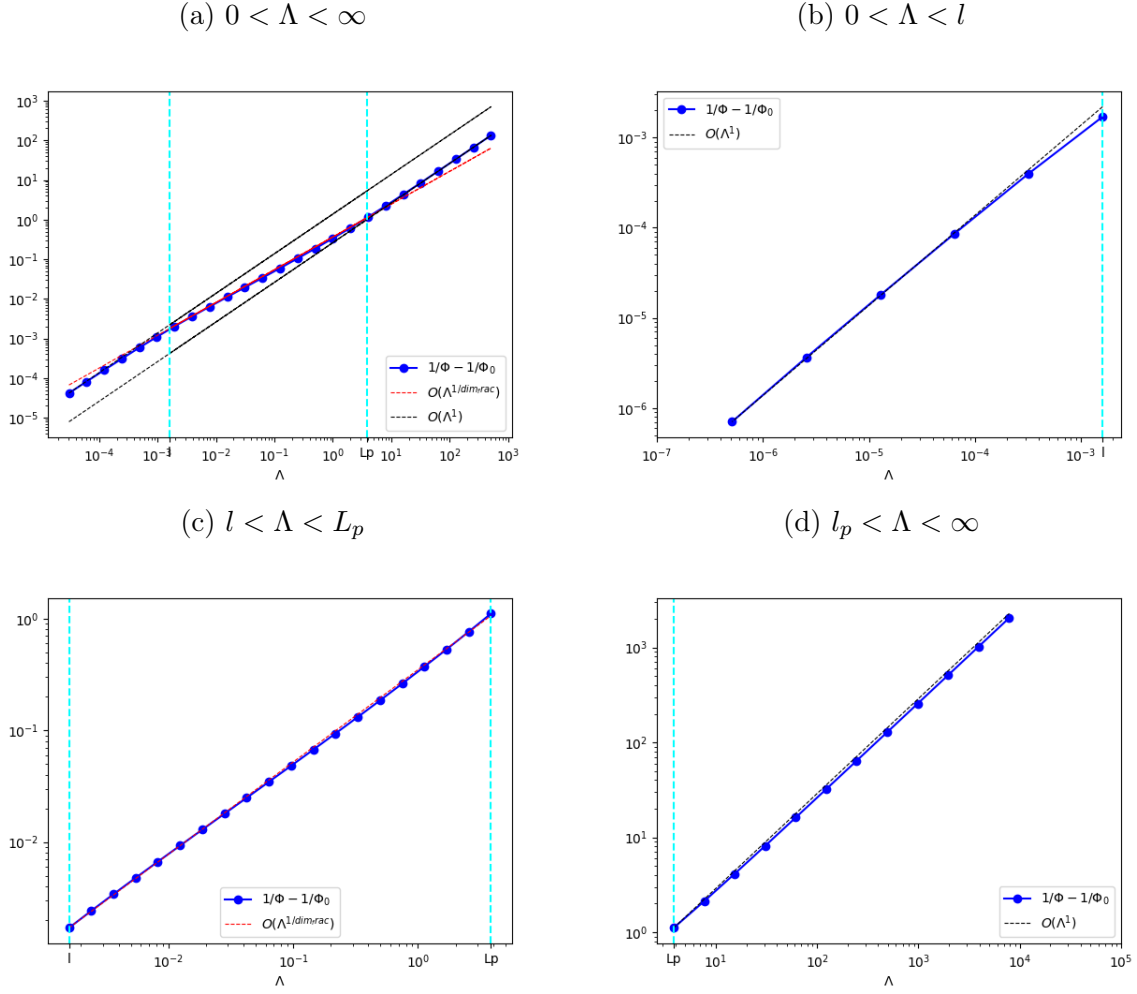 (a) 0 < Λ < ∞
10³
10²
10¹
10⁰
10⁻¹
10⁻²
10⁻³
10⁻⁴
10⁻⁵
1/Φ − 1/Φ₀
O(Λ^{1/dim_frac})
O(Λ¹)
10⁻⁴ 10⁻³ l 10⁻² 10⁻¹ 10⁰ Lp 10¹ 10² 10³
Λ
(b) 0 < Λ < l
1/Φ − 1/Φ₀
O(Λ¹)
10⁻³
10⁻⁴
10⁻⁵
10⁻⁶
10⁻⁷ 10⁻⁶ 10⁻⁵ 10⁻⁴ 10⁻³ l
Λ
(c) l < Λ < L_p
10⁰
10⁻¹
10⁻²
1/Φ − 1/Φ₀
O(Λ^{1/dim_frac})
l 10⁻² 10⁻¹ 10⁰ Lp
Λ
(d) l_p < Λ < ∞
10³
10²
10¹
10⁰
1/Φ − 1/Φ₀
O(Λ¹)
Lp 10¹ 10² 10³ 10⁴ 10⁵
Λ